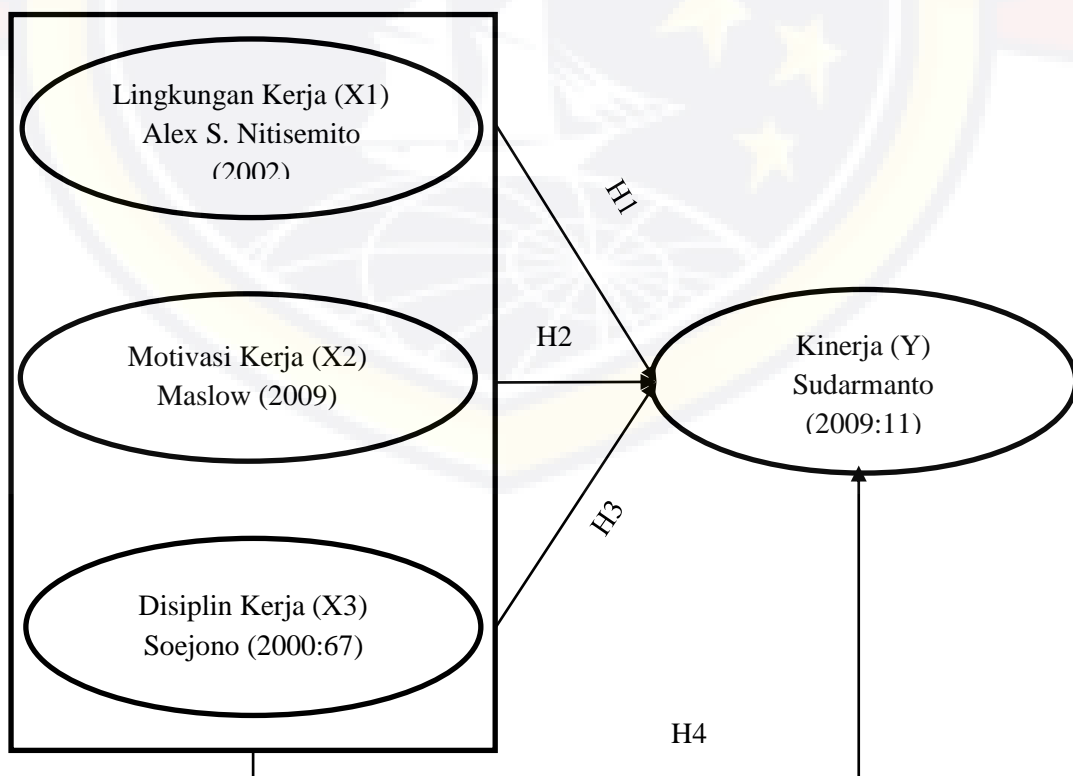 Lingkungan Kerja (X1)
Alex S. Nitisemito
(2002)
H1
Motivasi Kerja (X2)
Maslow (2009)
H2
Kinerja (Y)
Sudarmanto
(2009:11)
H3
Disiplin Kerja (X3)
Soejono (2000:67)
H4